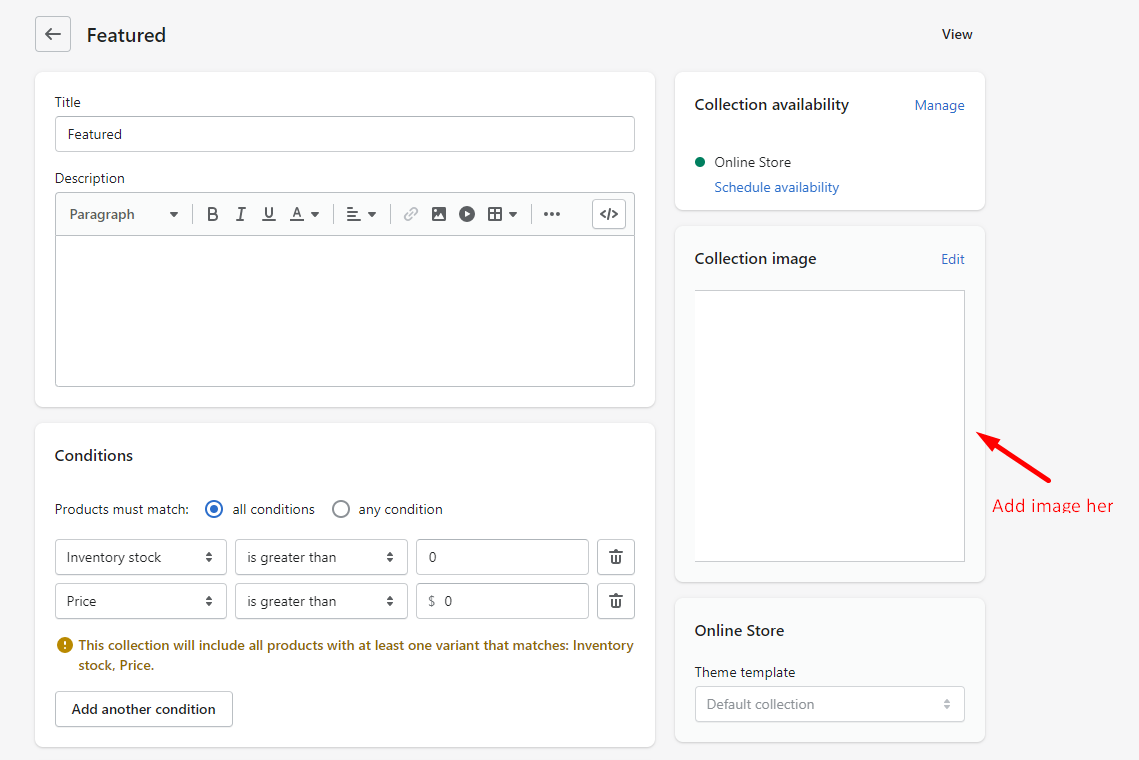 Featured
View
Title
Featured
Description
Paragraph
B I U A
</>
Conditions
Products must match: all conditions any condition
Inventory stock is greater than 0
Price is greater than $ 0
This collection will include all products with at least one variant that matches: Inventory
stock, Price.
Add another condition
Collection availability Manage
Online Store
Schedule availability
Collection image Edit
Add image her
Online Store
Theme template
Default collection